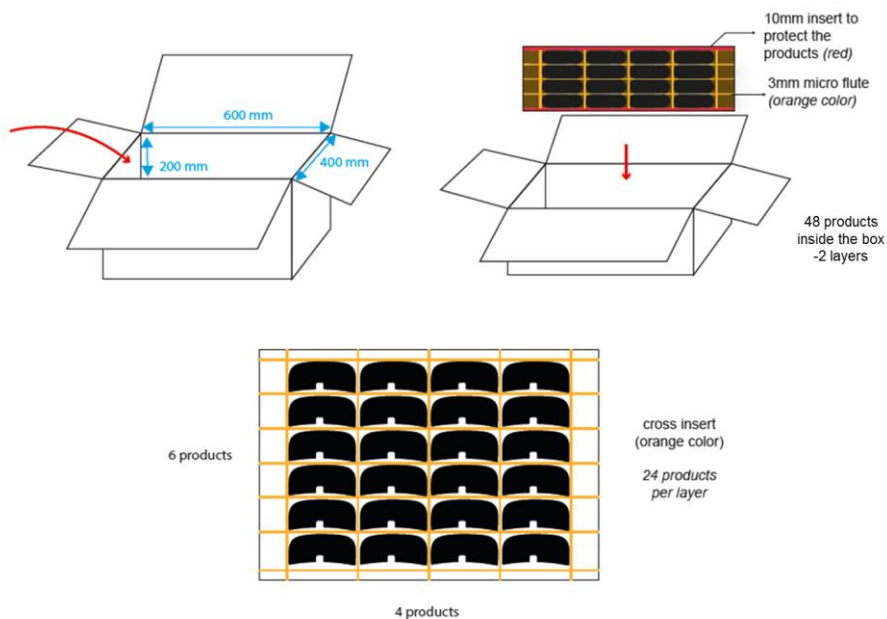 600 mm
200 mm
400 mm
10mm insert to
protect the
products (red)
3mm micro flute
(orange color)
48 products
inside the box
-2 layers
6 products
cross insert
(orange color)
24 products
per layer
4 products